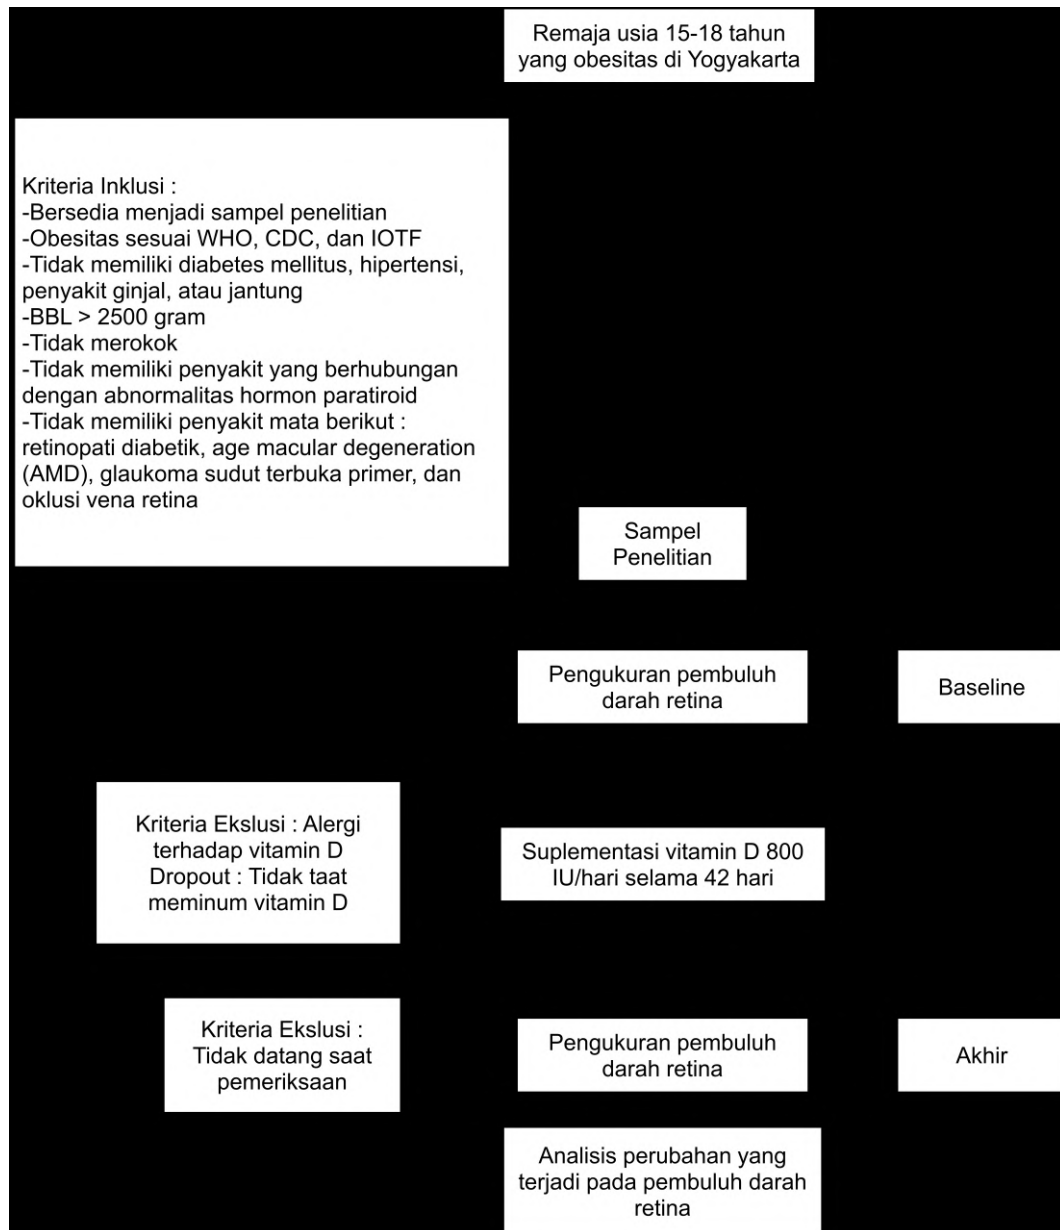 Remaja usia 15-18 tahun
yang obesitas di Yogyakarta
Kriteria Inklusi :
-Bersedia menjadi sampel penelitian
-Obesitas sesuai WHO, CDC, dan IOTF
-Tidak memiliki diabetes mellitus, hipertensi,
penyakit ginjal, atau jantung
-BBL > 2500 gram
-Tidak merokok
-Tidak memiliki penyakit yang berhubungan
dengan abnormalitas hormon paratiroid
-Tidak memiliki penyakit mata berikut :
retinopati diabetik, age macular degeneration
(AMD), glaukoma sudut terbuka primer, dan
oklusi vena retina
Sampel
Penelitian
Pengukuran pembuluh
darah retina
Baseline
Kriteria Ekslusi : Alergi
terhadap vitamin D
Dropout : Tidak taat
meminum vitamin D
Suplementasi vitamin D 800
IU/hari selama 42 hari
Kriteria Ekslusi :
Tidak datang saat
pemeriksaan
Pengukuran pembuluh
darah retina
Akhir
Analisis perubahan yang
terjadi pada pembuluh darah
retina